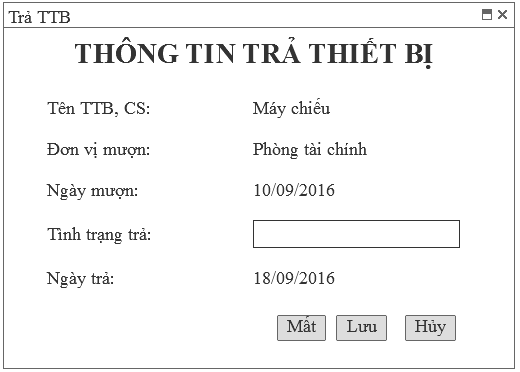 Trả TTB
THÔNG TIN TRẢ THIẾT BỊ
Tên TTB, CS: Máy chiếu
Đơn vị mượn: Phòng tài chính
Ngày mượn: 10/09/2016
Tình trạng trả:
Ngày trả: 18/09/2016
Mất Lưu Hủy